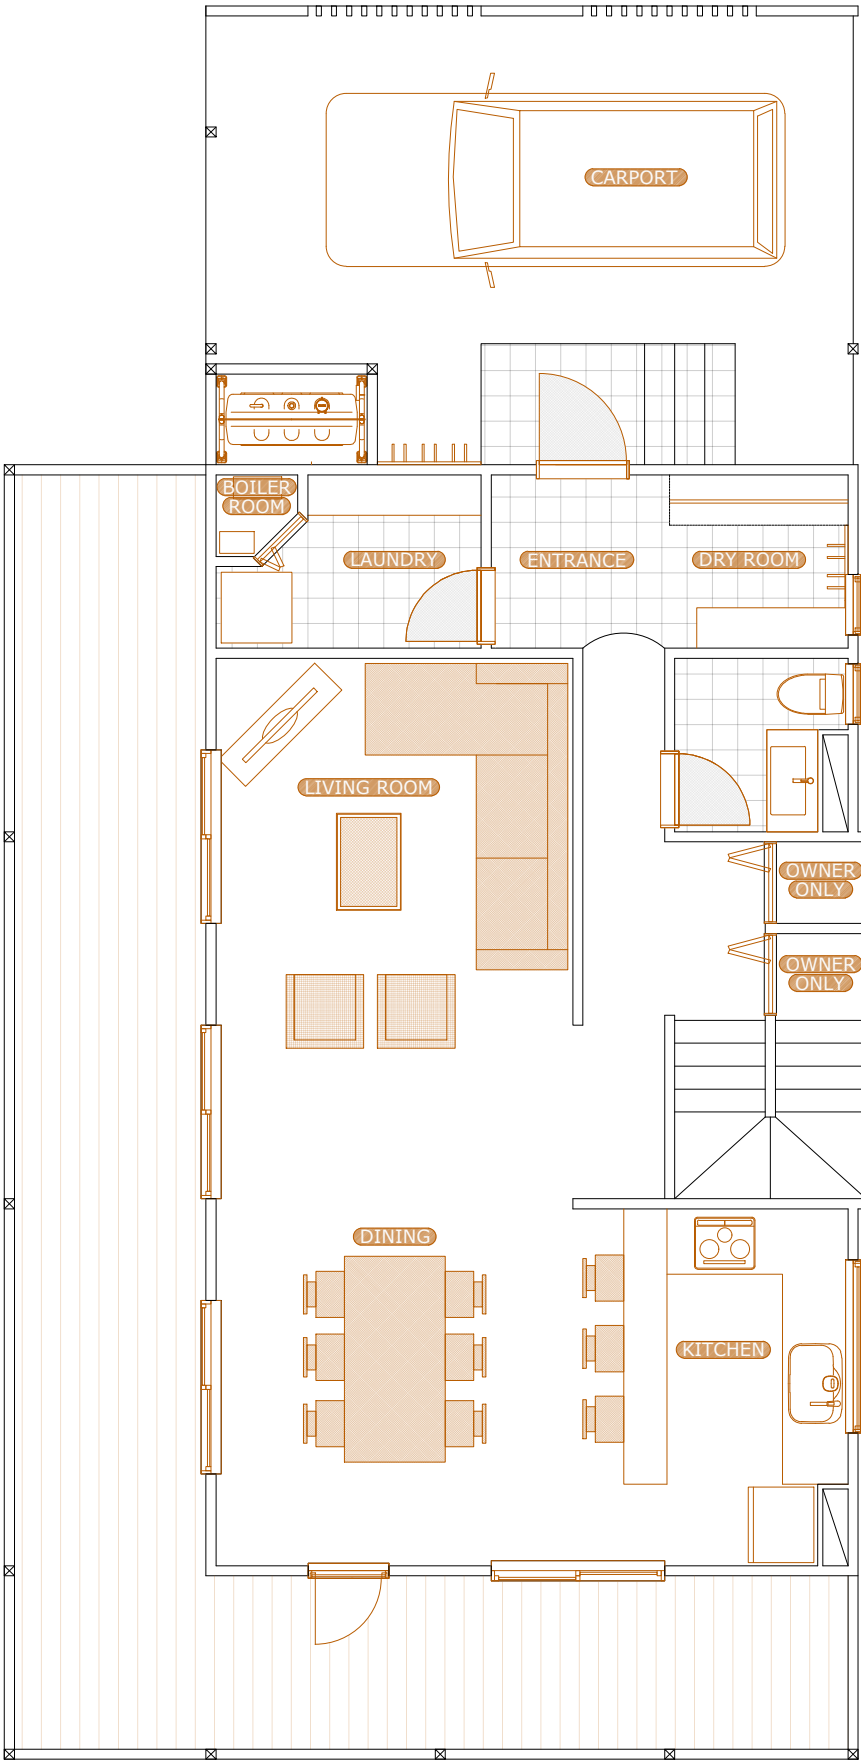 CARPORT
BOILER
ROOM
LAUNDRY
ENTRANCE
DRY ROOM
LIVING ROOM
OWNER
ONLY
OWNER
ONLY
DINING
KITCHEN